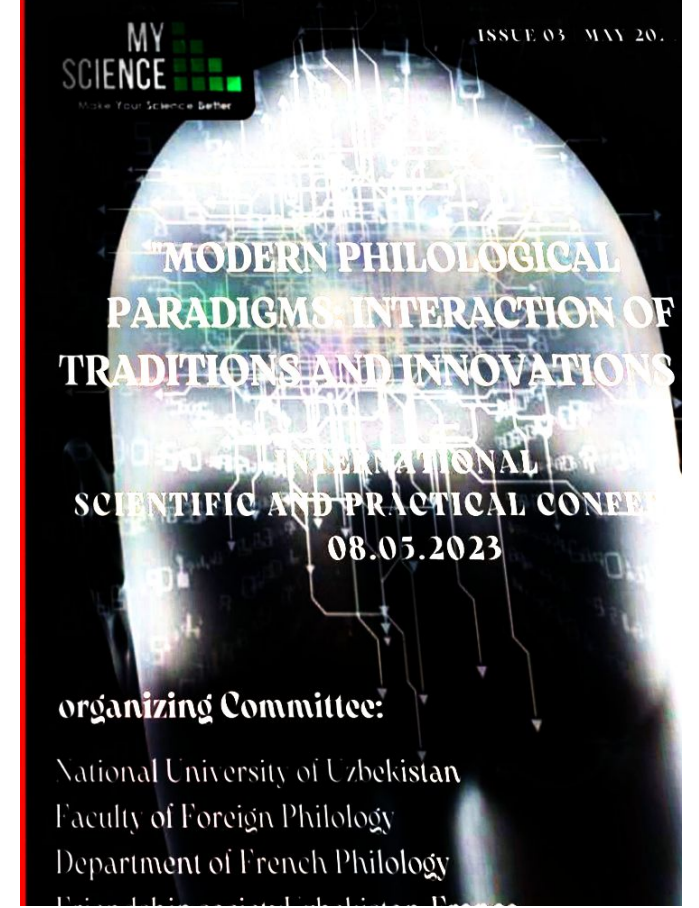 MY
SCIENCE
Make Your Science Better
ISSUE 03 MAY 20
"MODERN PHILOLOGICAL
PARADIGMS: INTERACTION OF
TRADITIONS AND INNOVATIONS
INTERNATIONAL
SCIENTIFIC AND PRACTICAL
08.05.2023
organizing Committee:
National University of Uzbekistan
Faculty of Foreign Philology
Department of French Philology